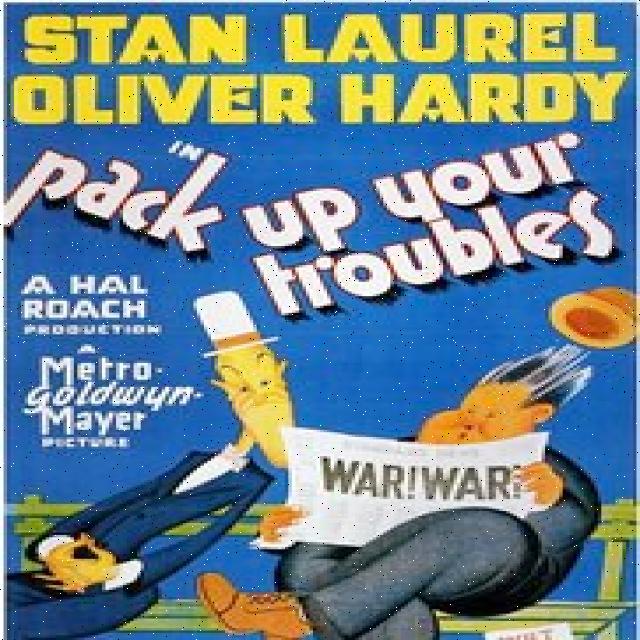 STAN LAUREL
OLIVER HARDY
IN
pack up your
troubles
A HAL
ROACH
PRODUCTION
A
Metro-
Goldwyn-
Mayer
PICTURE
WAR! WAR!